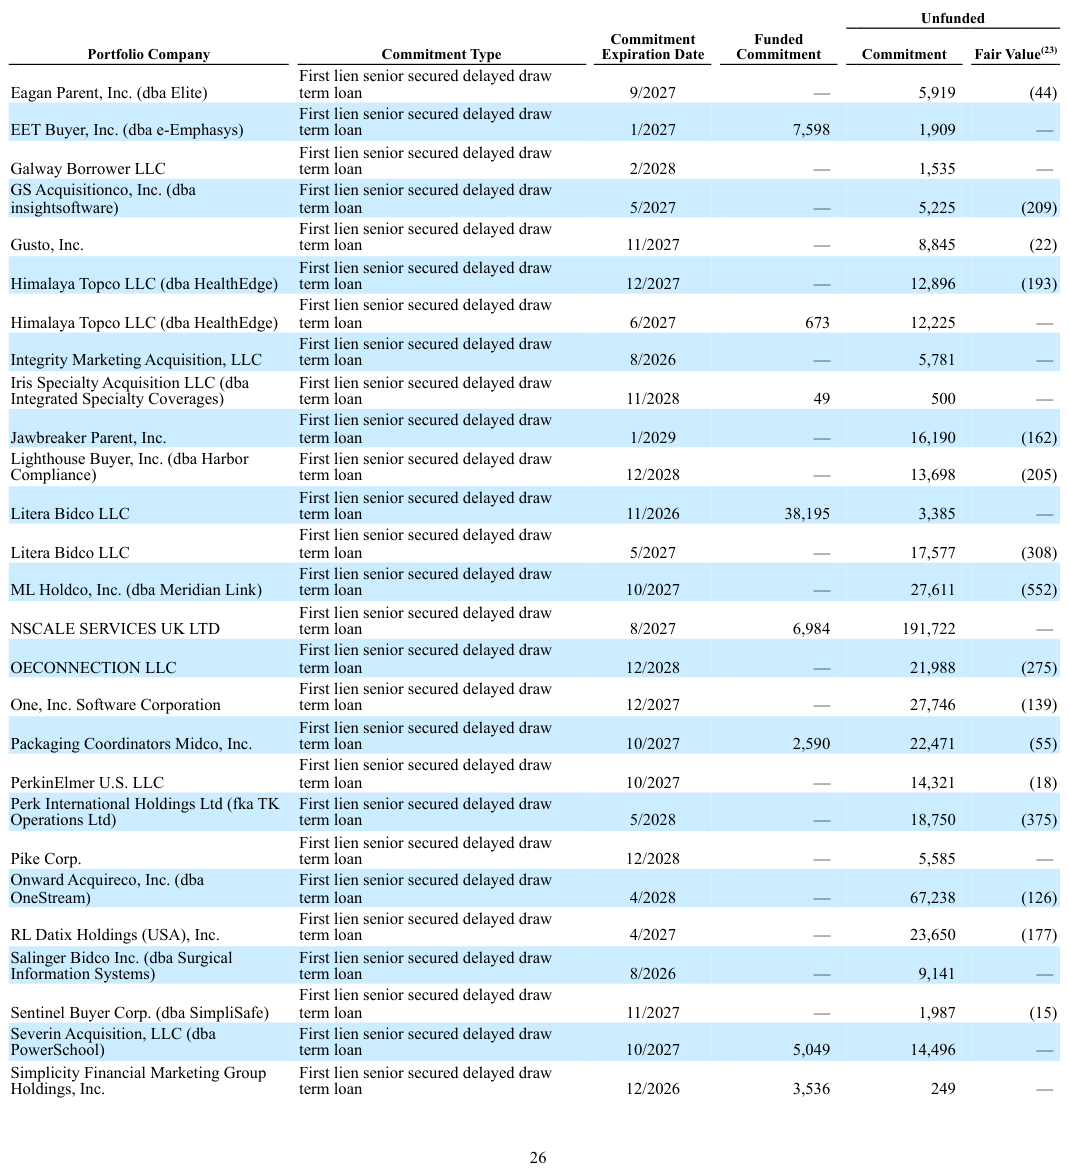 Unfunded
Portfolio Company Commitment Type Commitment Expiration Date Funded Commitment Commitment Fair Value(23)
Eagan Parent, Inc. (dba Elite) First lien senior secured delayed draw term loan 9/2027 — 5,919 (44)
EET Buyer, Inc. (dba e-Emphasys) First lien senior secured delayed draw term loan 1/2027 7,598 1,909 —
Galway Borrower LLC First lien senior secured delayed draw term loan 2/2028 — 1,535 —
GS Acquisitionco, Inc. (dba insightsoftware) First lien senior secured delayed draw term loan 5/2027 — 5,225 (209)
Gusto, Inc. First lien senior secured delayed draw term loan 11/2027 — 8,845 (22)
Himalaya Topco LLC (dba HealthEdge) First lien senior secured delayed draw term loan 12/2027 — 12,896 (193)
Himalaya Topco LLC (dba HealthEdge) First lien senior secured delayed draw term loan 6/2027 673 12,225 —
Integrity Marketing Acquisition, LLC First lien senior secured delayed draw term loan 8/2026 — 5,781 —
Iris Specialty Acquisition LLC (dba Integrated Specialty Coverages) First lien senior secured delayed draw term loan 11/2028 49 500 —
Jawbreaker Parent, Inc. First lien senior secured delayed draw term loan 1/2029 — 16,190 (162)
Lighthouse Buyer, Inc. (dba Harbor Compliance) First lien senior secured delayed draw term loan 12/2028 — 13,698 (205)
Litera Bidco LLC First lien senior secured delayed draw term loan 11/2026 38,195 3,385 —
Litera Bidco LLC First lien senior secured delayed draw term loan 5/2027 — 17,577 (308)
ML Holdco, Inc. (dba Meridian Link) First lien senior secured delayed draw term loan 10/2027 — 27,611 (552)
NSCALE SERVICES UK LTD First lien senior secured delayed draw term loan 8/2027 6,984 191,722 —
OECONNECTION LLC First lien senior secured delayed draw term loan 12/2028 — 21,988 (275)
One, Inc. Software Corporation First lien senior secured delayed draw term loan 12/2027 — 27,746 (139)
Packaging Coordinators Midco, Inc. First lien senior secured delayed draw term loan 10/2027 2,590 22,471 (55)
PerkinElmer U.S. LLC First lien senior secured delayed draw term loan 10/2027 — 14,321 (18)
Perk International Holdings Ltd (fka TK Operations Ltd) First lien senior secured delayed draw term loan 5/2028 — 18,750 (375)
Pike Corp. First lien senior secured delayed draw term loan 12/2028 — 5,585 —
Onward Acquireco, Inc. (dba OneStream) First lien senior secured delayed draw term loan 4/2028 — 67,238 (126)
RL Datix Holdings (USA), Inc. First lien senior secured delayed draw term loan 4/2027 — 23,650 (177)
Salinger Bidco Inc. (dba Surgical Information Systems) First lien senior secured delayed draw term loan 8/2026 — 9,141 —
Sentinel Buyer Corp. (dba SimpliSafe) First lien senior secured delayed draw term loan 11/2027 — 1,987 (15)
Severin Acquisition, LLC (dba PowerSchool) First lien senior secured delayed draw term loan 10/2027 5,049 14,496 —
Simplicity Financial Marketing Group Holdings, Inc. First lien senior secured delayed draw term loan 12/2026 3,536 249 —
26